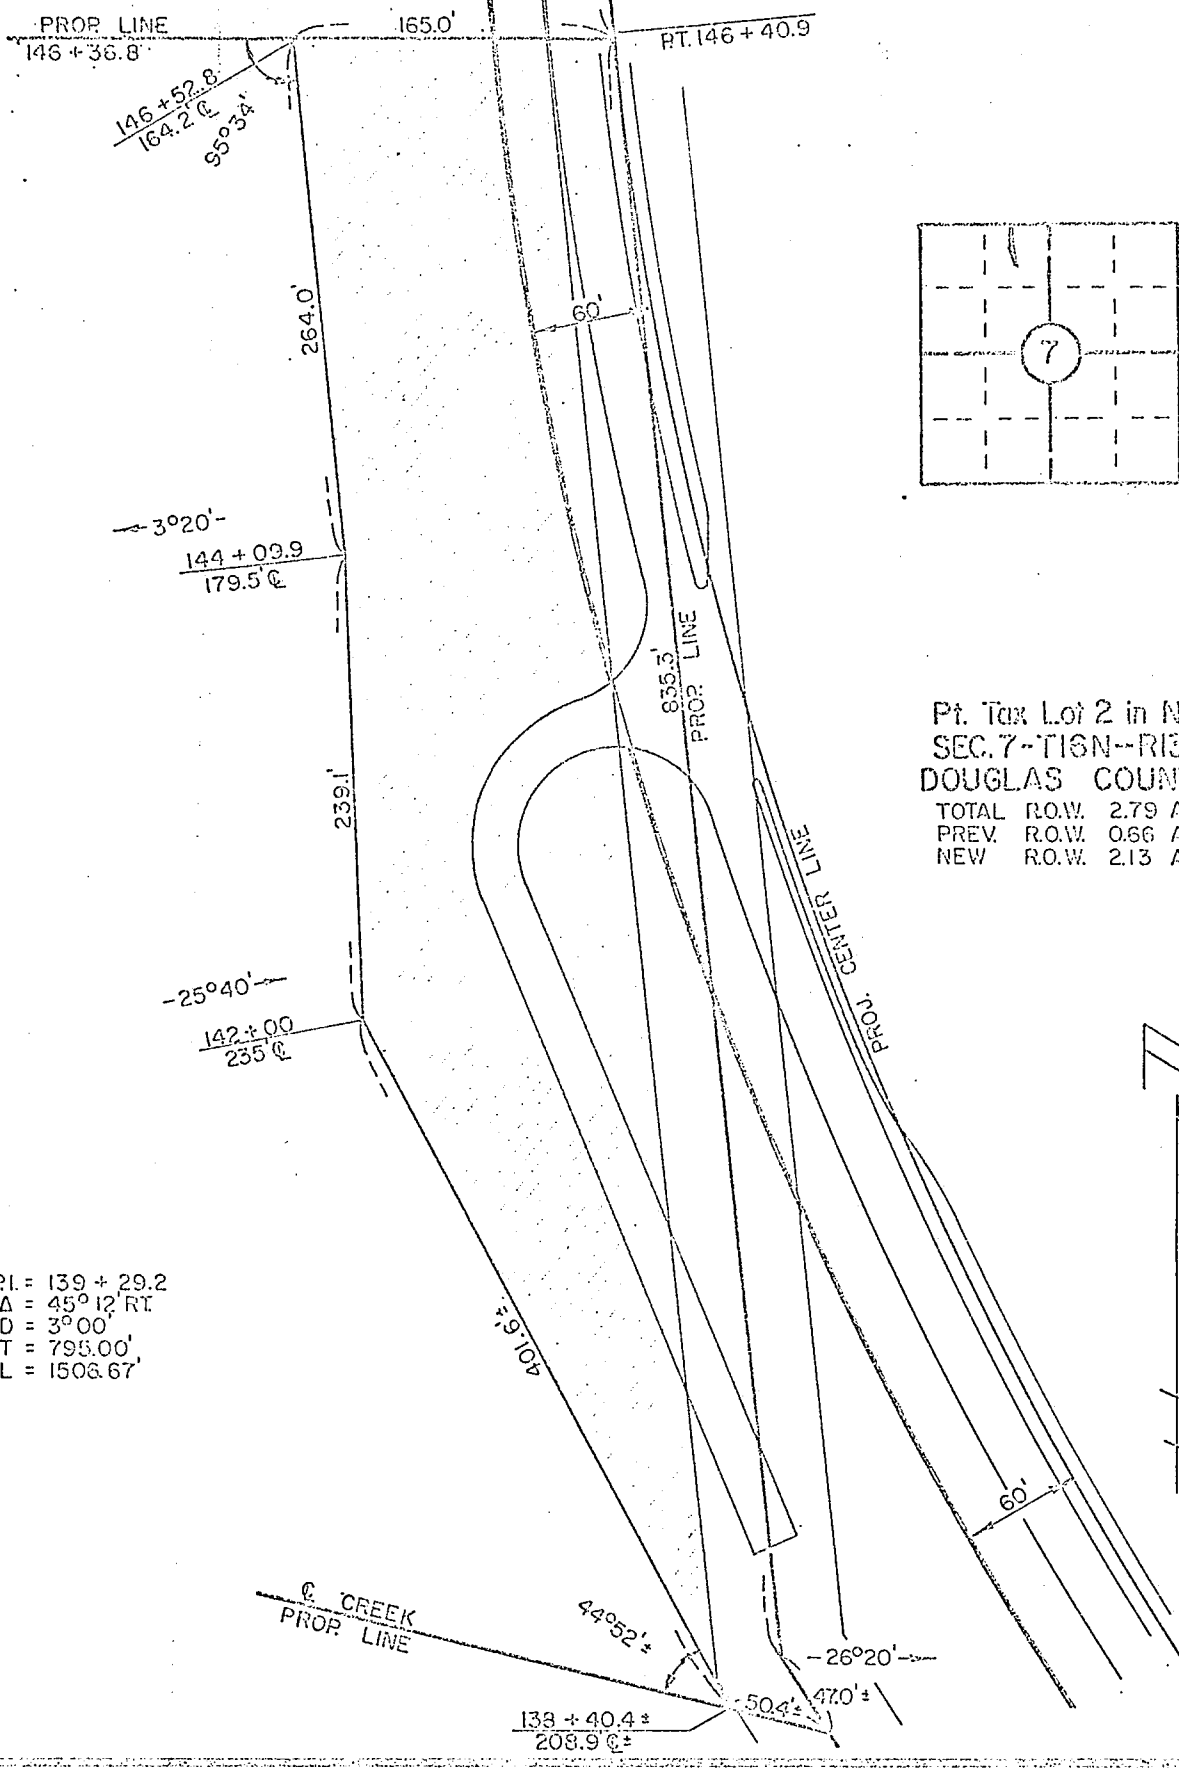 PROP. LINE
146 + 36.8
165.0'
P.T. 146 + 40.9
146 + 52.8
164.2' ℄
95°34'
264.0'
60'
7
3°20'
144 + 09.9
179.5' ℄
835.3'
PROP. LINE
Pt. Tax Lot 2 in N
SEC. 7-T16N--R13
DOUGLAS COUN
TOTAL R.O.W. 2.79 A
PREV. R.O.W. 0.66 A
NEW R.O.W. 2.13 A
239.1'
PROJ. CENTER LINE
25°40'
142 + 00
235' ℄
P.I. = 139 + 29.2
Δ = 45° 12' RT.
D = 3° 00'
T = 795.00'
L = 1506.67'
401.6'±
60'
℄ CREEK
PROP. LINE
44°52'±
26°20'
50.4'± 47.0'±
138 + 40.4 ±
208.9' ℄ ±